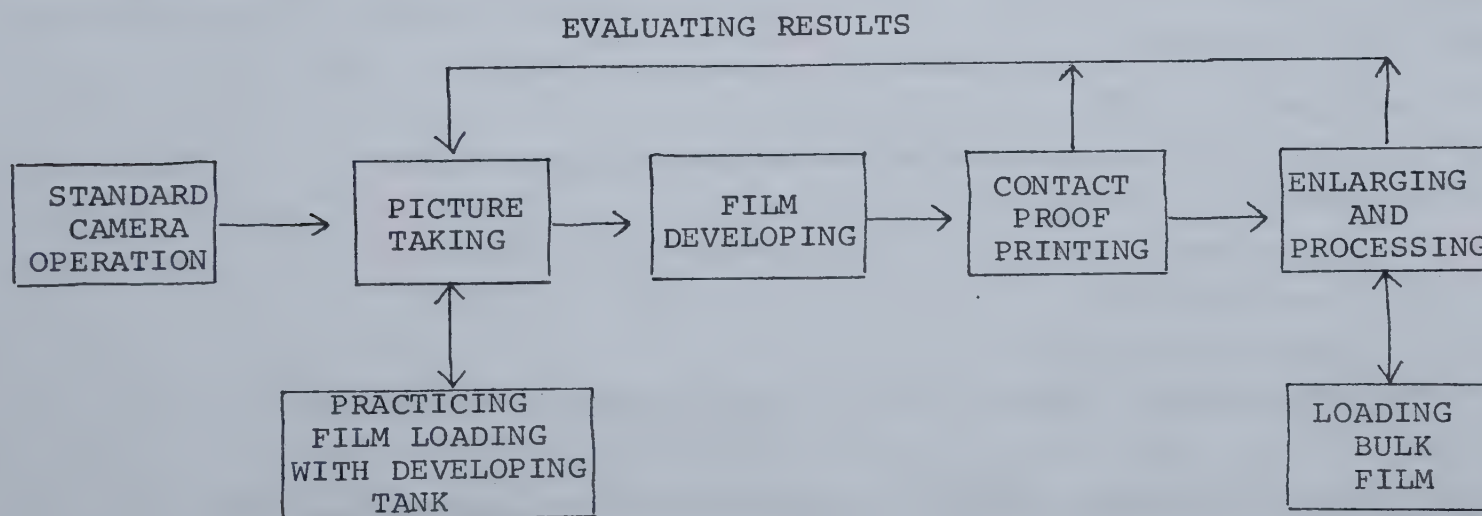 EVALUATING RESULTS
STANDARD
CAMERA
OPERATION
PICTURE
TAKING
FILM
DEVELOPING
CONTACT
PROOF
PRINTING
ENLARGING
AND
PROCESSING
PRACTICING
FILM LOADING
WITH DEVELOPING
TANK
LOADING
BULK
FILM